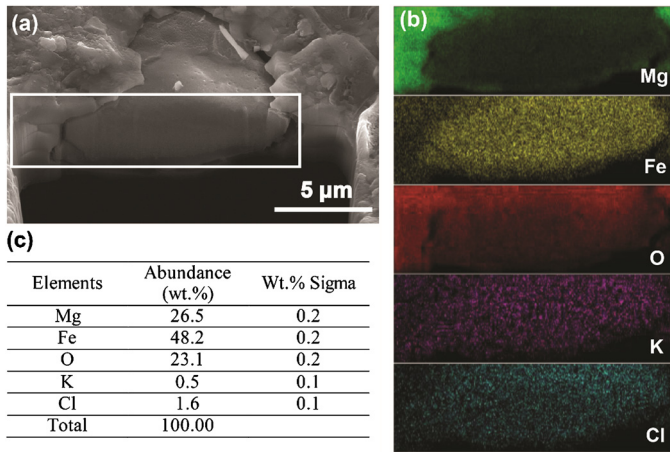 (a)
5 μm
(b)
Mg
Fe
O
K
Cl
(c)
Elements Abundance (wt.%) Wt.% Sigma
Mg 26.5 0.2
Fe 48.2 0.2
O 23.1 0.2
K 0.5 0.1
Cl 1.6 0.1
Total 100.00